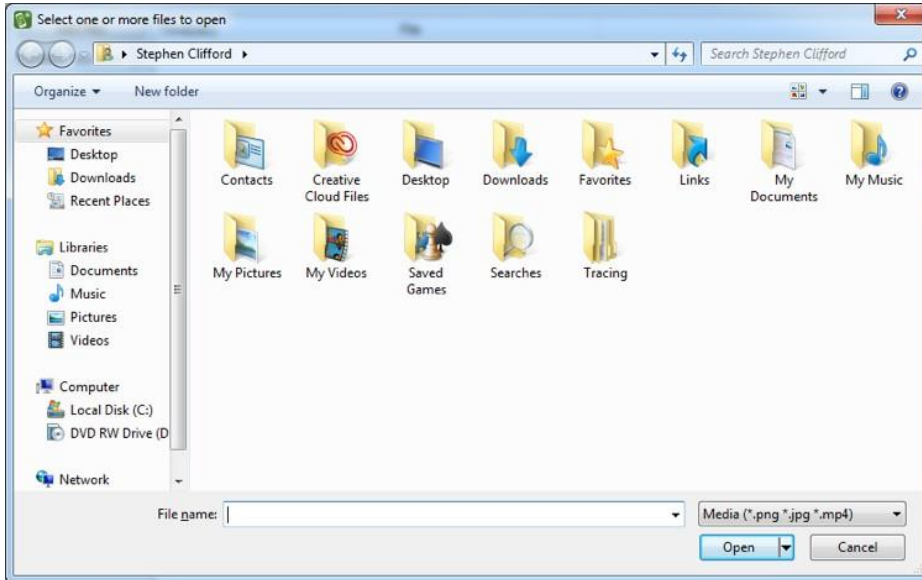 Select one or more files to open
Stephen Clifford
Search Stephen Clifford
Organize New folder
Favorites
Desktop
Downloads
Recent Places
Libraries
Documents
Music
Pictures
Videos
Computer
Local Disk (C:)
DVD RW Drive (D
Network
Contacts
Creative
Cloud Files
Desktop
Downloads
Favorites
Links
My
Documents
My Music
My Pictures
My Videos
Saved
Games
Searches
Tracing
File name:
Media (*.png *.jpg *.mp4)
Open Cancel